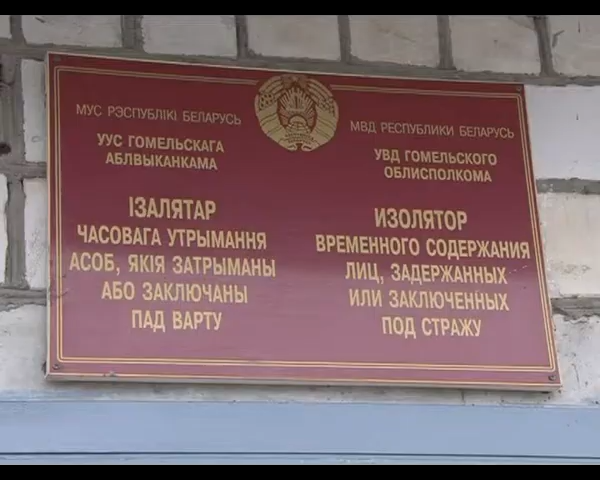 МУС РЭСПУБЛІКІ БЕЛАРУСЬ
УУС ГОМЕЛЬСКАГА
АБЛВЫКАНКАМА
ІЗАЛЯТАР
ЧАСОВАГА УТРЫМАННЯ
АСОБ, ЯКІЯ ЗАТРЫМАНЫ
АБО ЗАКЛЮЧАНЫ
ПАД ВАРТУ
МВД РЕСПУБЛИКИ БЕЛАРУСЬ
УВД ГОМЕЛЬСКОГО
ОБЛИСПОЛКОМА
ИЗОЛЯТОР
ВРЕМЕННОГО СОДЕРЖАНИЯ
ЛИЦ, ЗАДЕРЖАННЫХ
ИЛИ ЗАКЛЮЧЕННЫХ
ПОД СТРАЖУ